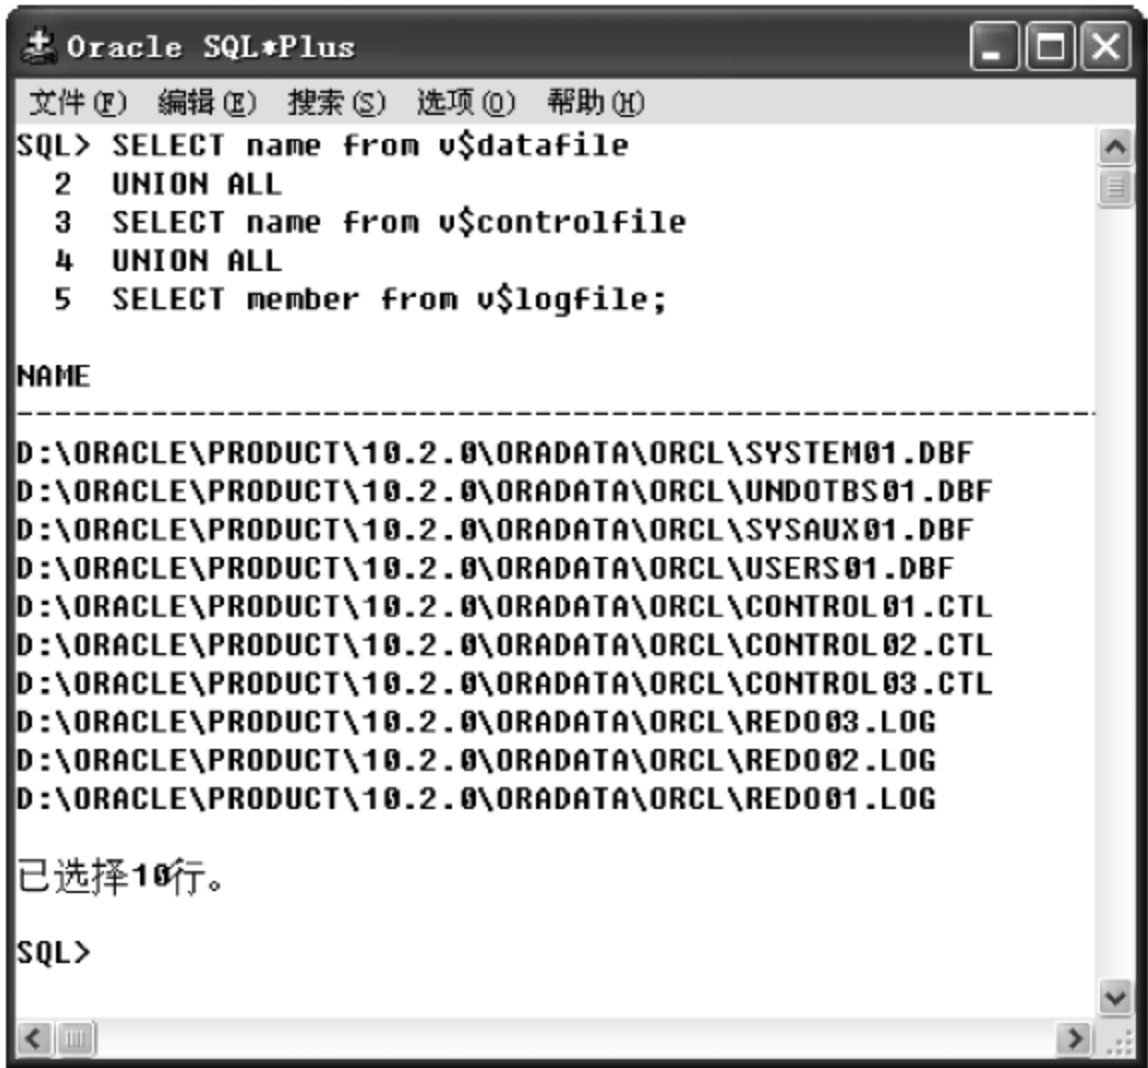 Oracle SQL*Plus
文件(F) 编辑(E) 搜索(S) 选项(O) 帮助(H)
SQL> SELECT name from v$datafile
2 UNION ALL
3 SELECT name from v$controlfile
4 UNION ALL
5 SELECT member from v$logfile;
NAME
--------------------------------------------------------
D:\ORACLE\PRODUCT\10.2.0\ORADATA\ORCL\SYSTEM01.DBF
D:\ORACLE\PRODUCT\10.2.0\ORADATA\ORCL\UNDOTBS01.DBF
D:\ORACLE\PRODUCT\10.2.0\ORADATA\ORCL\SYSAUX01.DBF
D:\ORACLE\PRODUCT\10.2.0\ORADATA\ORCL\USERS01.DBF
D:\ORACLE\PRODUCT\10.2.0\ORADATA\ORCL\CONTROL01.CTL
D:\ORACLE\PRODUCT\10.2.0\ORADATA\ORCL\CONTROL02.CTL
D:\ORACLE\PRODUCT\10.2.0\ORADATA\ORCL\CONTROL03.CTL
D:\ORACLE\PRODUCT\10.2.0\ORADATA\ORCL\REDO03.LOG
D:\ORACLE\PRODUCT\10.2.0\ORADATA\ORCL\REDO02.LOG
D:\ORACLE\PRODUCT\10.2.0\ORADATA\ORCL\REDO01.LOG
已选择10行。
SQL>